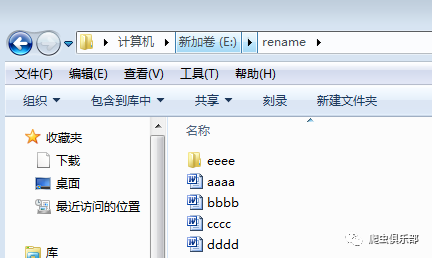 计算机 新加卷 (E:) rename
文件(F) 编辑(E) 查看(V) 工具(T) 帮助(H)
组织 包含到库中 共享 刻录 新建文件夹
收藏夹
下载
桌面
最近访问的位置
库
名称
eeee
aaaa
bbbb
cccc
dddd
爬虫俱乐部